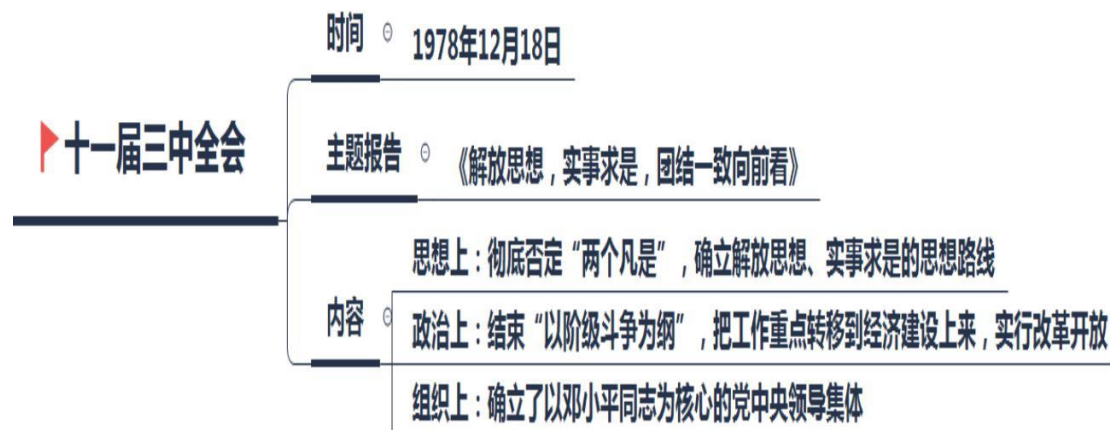 时间
1978年12月18日
十一届三中全会
主题报告
《解放思想，实事求是，团结一致向前看》
思想上：彻底否定“两个凡是”，确立解放思想、实事求是的思想路线
内容
政治上：结束“以阶级斗争为纲”，把工作重点转移到经济建设上来，实行改革开放
组织上：确立了以邓小平同志为核心的党中央领导集体